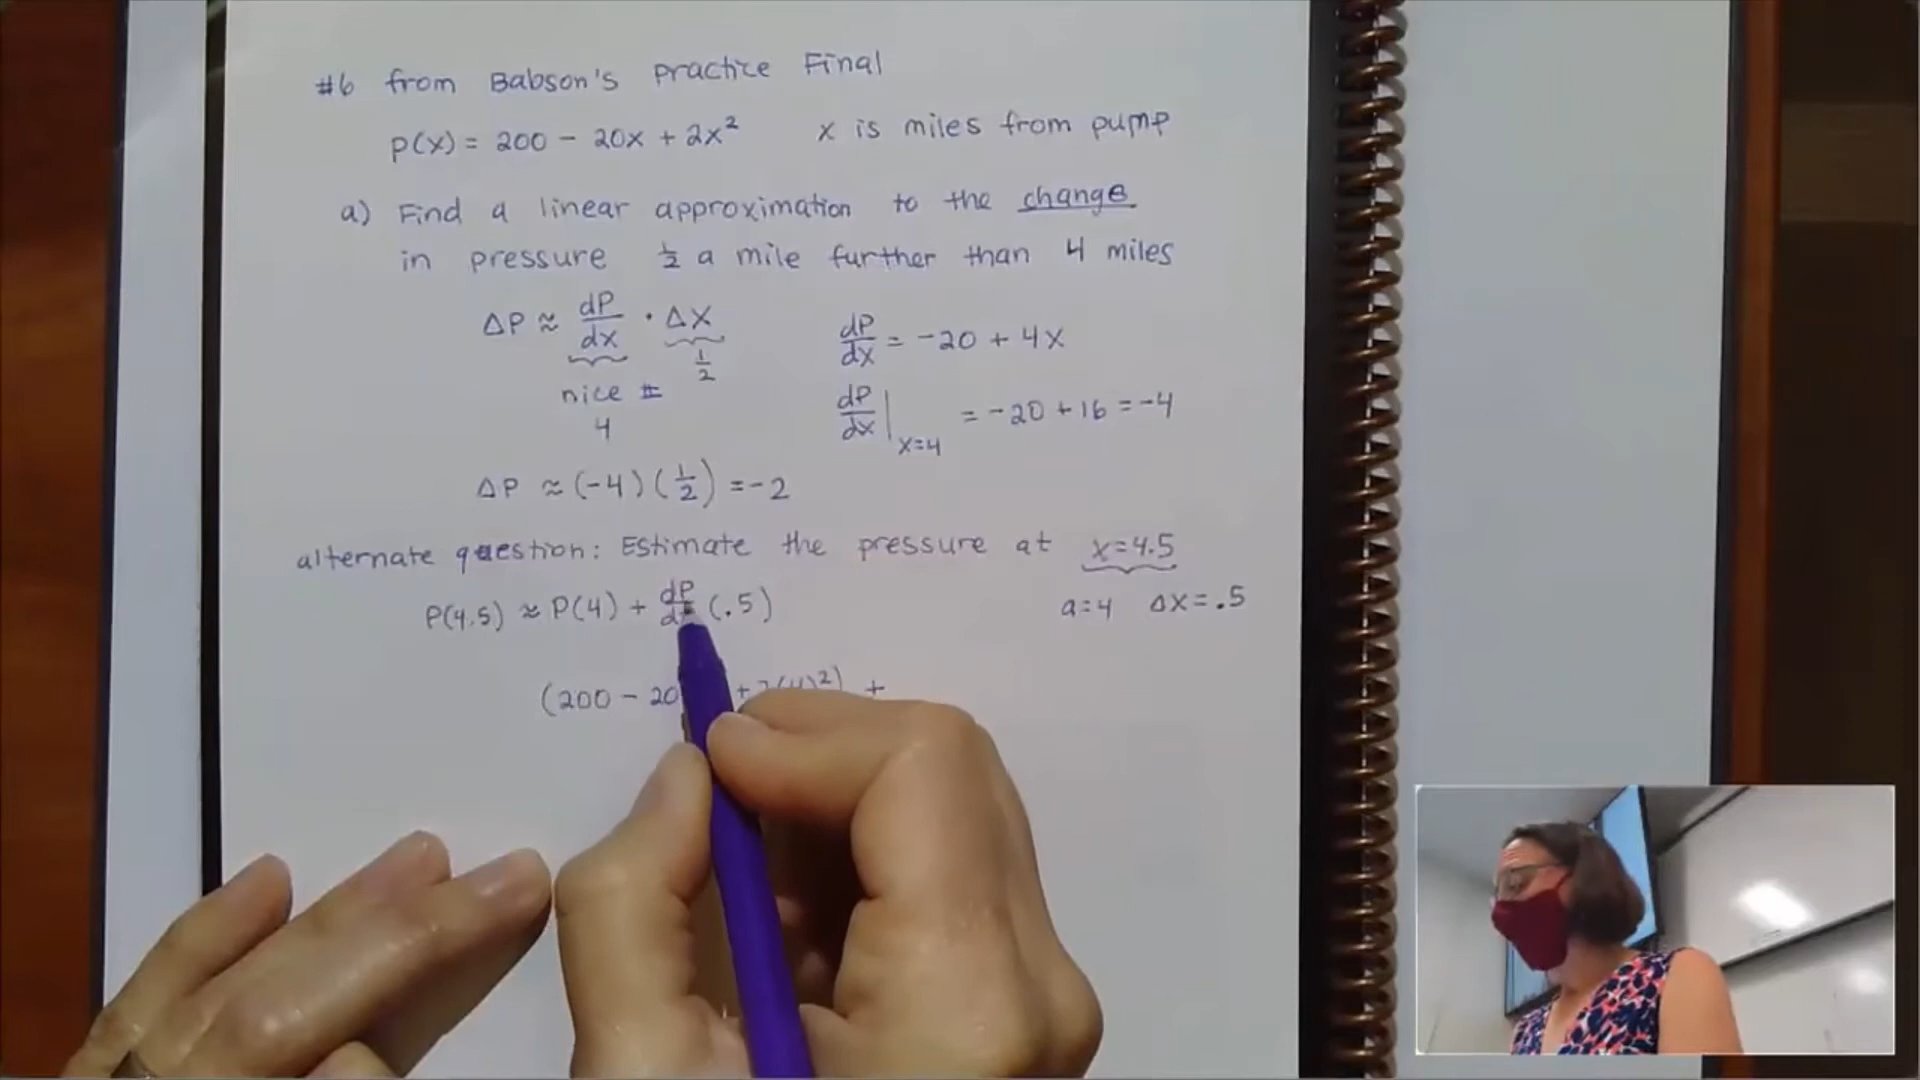 #6 from Babson's Practice Final
P(x) = 200 - 20x + 2x² x is miles from pump
a) Find a linear approximation to the change
in pressure ½ a mile further than 4 miles
ΔP ≈ dP/dx · ΔX
1/2
nice #
4
dP/dx = -20 + 4x
dP/dx | x=4 = -20 + 16 = -4
ΔP ≈ (-4)(1/2) = -2
alternate question: Estimate the pressure at x=4.5
P(4.5) ≈ P(4) + (.5)
a=4 Δx=.5
(200 - 20 + 2(4)²) +